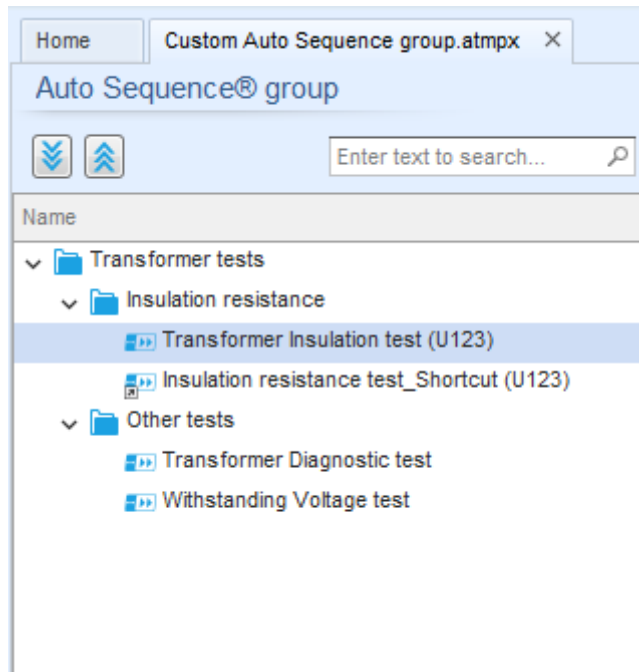 Home
Custom Auto Sequence group.atmpx
Auto Sequence® group
Enter text to search...
Name
Transformer tests
Insulation resistance
Transformer Insulation test (U123)
Insulation resistance test_Shortcut (U123)
Other tests
Transformer Diagnostic test
Withstanding Voltage test